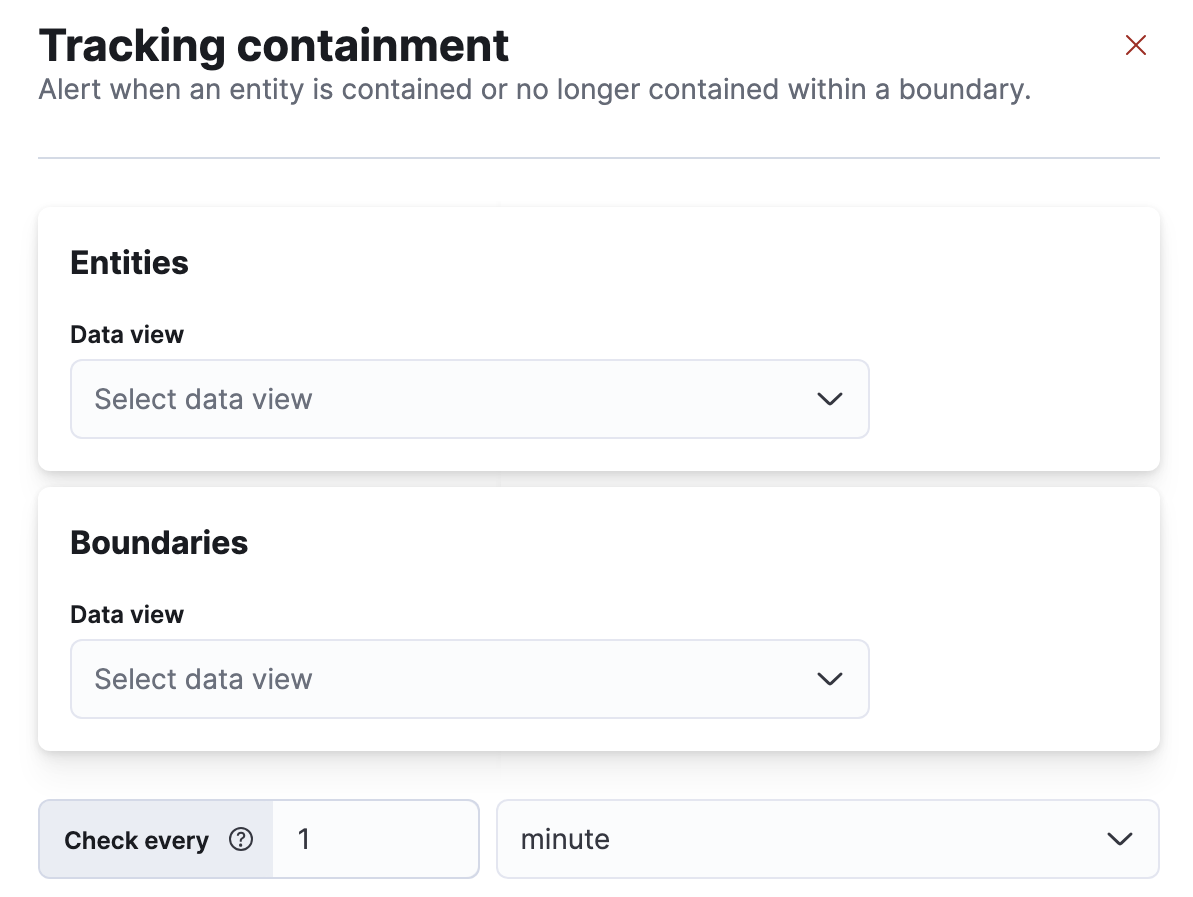 Tracking containment
Alert when an entity is contained or no longer contained within a boundary.
Entities
Data view
Select data view
Boundaries
Data view
Select data view
Check every ? 1 minute